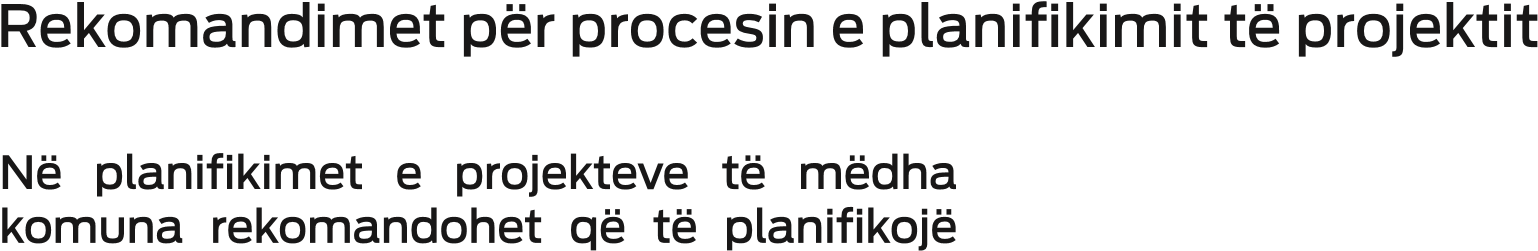 Rekomandimet për procesin e planifikimit të projektit
Në planifikimet e projekteve të mëdha
komuna rekomandohet që të planifikojë